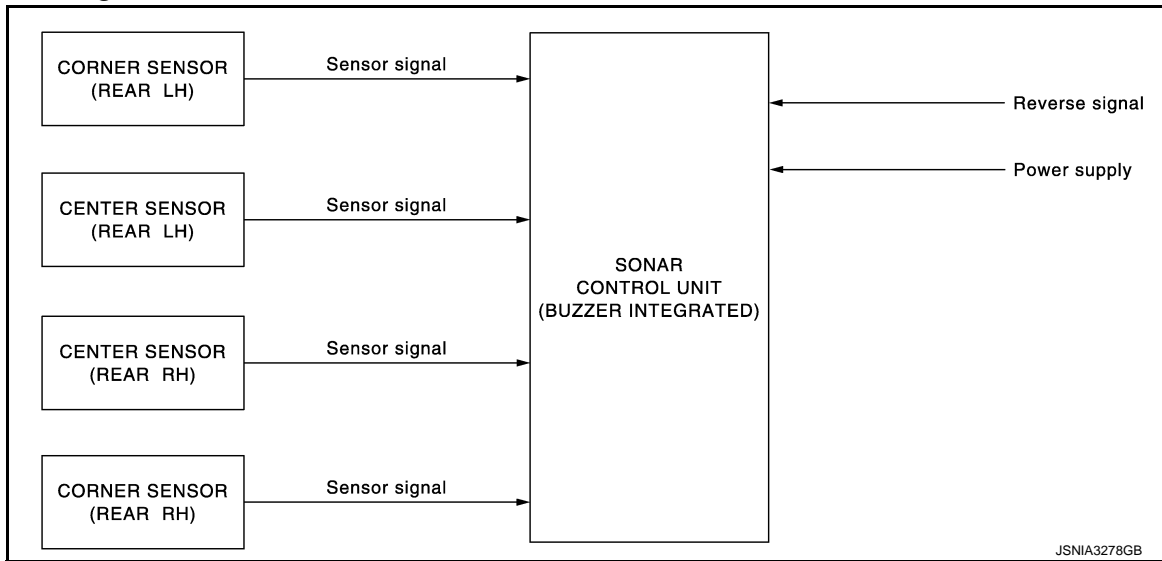 CORNER SENSOR
(REAR LH)
Sensor signal
CENTER SENSOR
(REAR LH)
Sensor signal
CENTER SENSOR
(REAR RH)
Sensor signal
CORNER SENSOR
(REAR RH)
Sensor signal
SONAR
CONTROL UNIT
(BUZZER INTEGRATED)
Reverse signal
Power supply
JSNIA3278GB